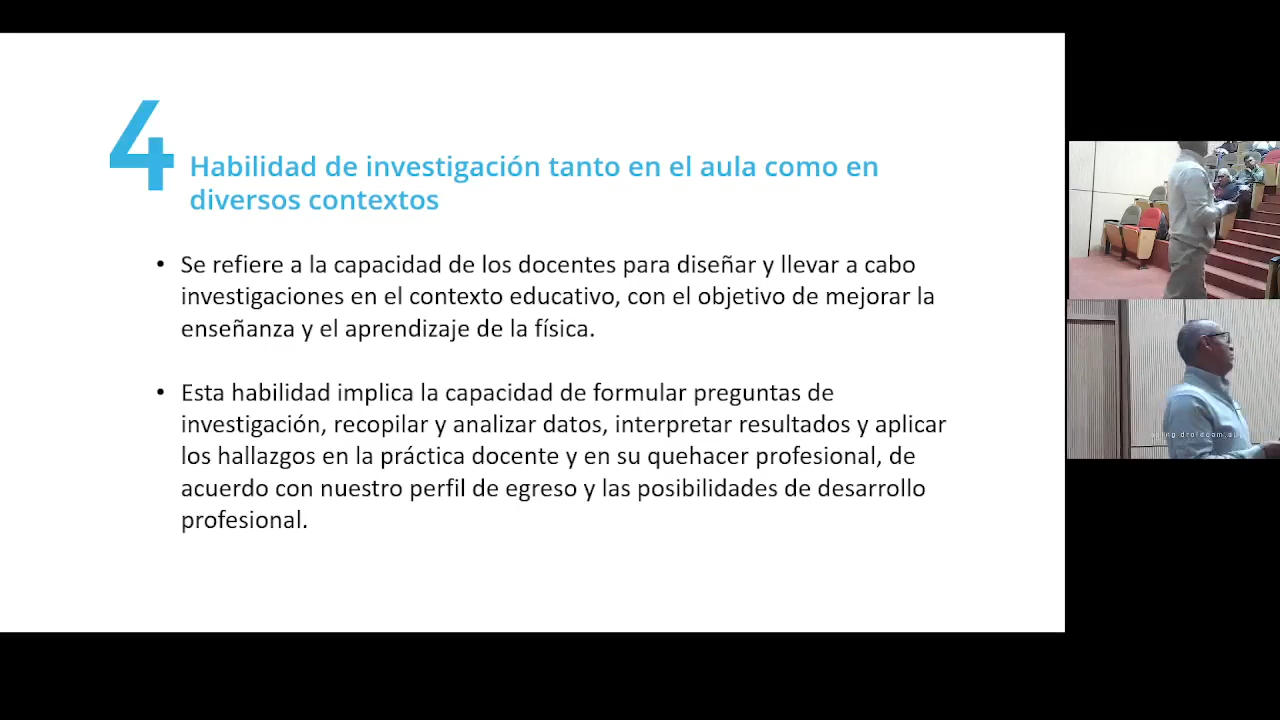 4
Habilidad de investigación tanto en el aula como en
diversos contextos
• Se refiere a la capacidad de los docentes para diseñar y llevar a cabo
investigaciones en el contexto educativo, con el objetivo de mejorar la
enseñanza y el aprendizaje de la física.
• Esta habilidad implica la capacidad de formular preguntas de
investigación, recopilar y analizar datos, interpretar resultados y aplicar
los hallazgos en la práctica docente y en su quehacer profesional, de
acuerdo con nuestro perfil de egreso y las posibilidades de desarrollo
profesional.